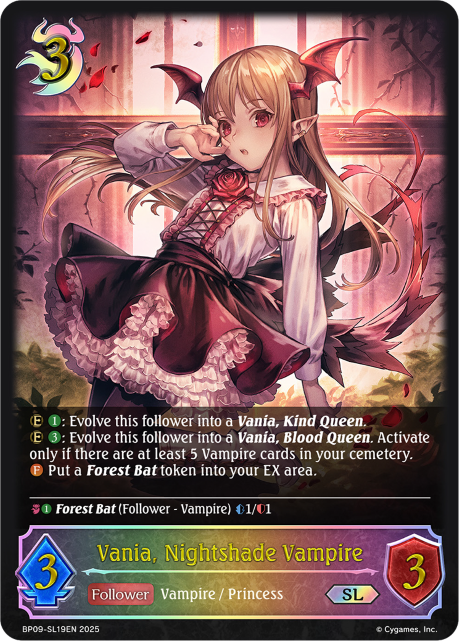 3
E 1: Evolve this follower into a Vania, Kind Queen.
E 3: Evolve this follower into a Vania, Blood Queen. Activate
only if there are at least 5 Vampire cards in your cemetery.
F Put a Forest Bat token into your EX area.
1 Forest Bat (Follower - Vampire) 1/1
Vania, Nightshade Vampire
3 Follower Vampire / Princess SL 3
BP09-SL19EN 2025 © Cygames, Inc.